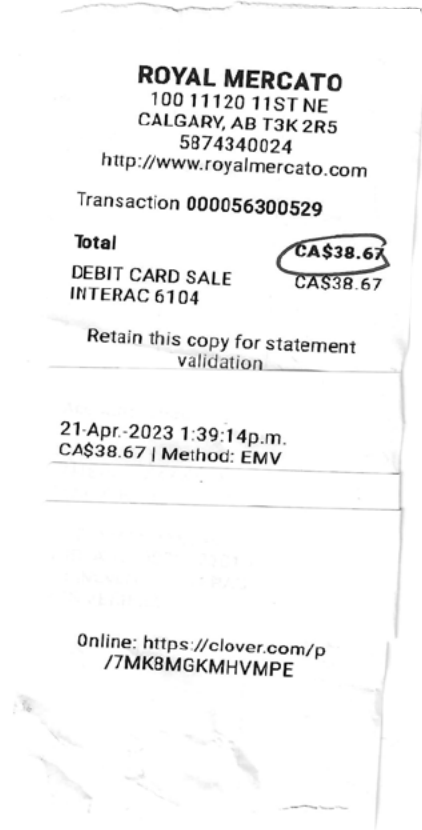 ROYAL MERCATO
100 11120 11ST NE
CALGARY, AB T3K 2R5
5874340024
http://www.royalmercato.com
Transaction 000056300529
Total CA$38.67
DEBIT CARD SALE CA$38.67
INTERAC 6104
Retain this copy for statement
validation
21-Apr.-2023 1:39:14p.m.
CA$38.67 | Method: EMV
Online: https://clover.com/p
/7MK8MGKMHVMPE